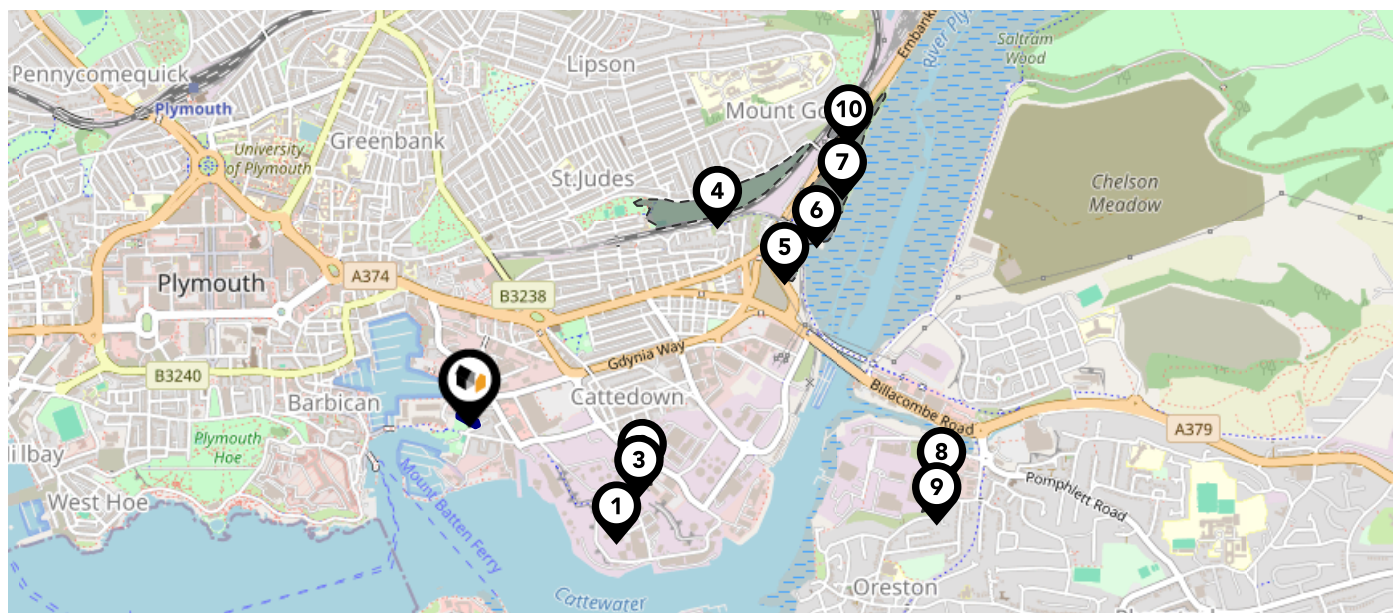 Lipson
Saltram
Wood
River Ply
Embank
Pennycomequick
Plymouth
Mount Go
10
Greenbank
University
of Plymouth
7
St.Judes
4
Chelson
Meadow
6
5
Plymouth
A374
B3238
Gdynia Way
B3240
Barbican
Cattedown
Billacombe Road
A379
Plymouth
Hoe
ilbay
3
8
9
Mount Batten Ferry
West Hoe
1
Pomphlett Road
Oreston
Cattewater